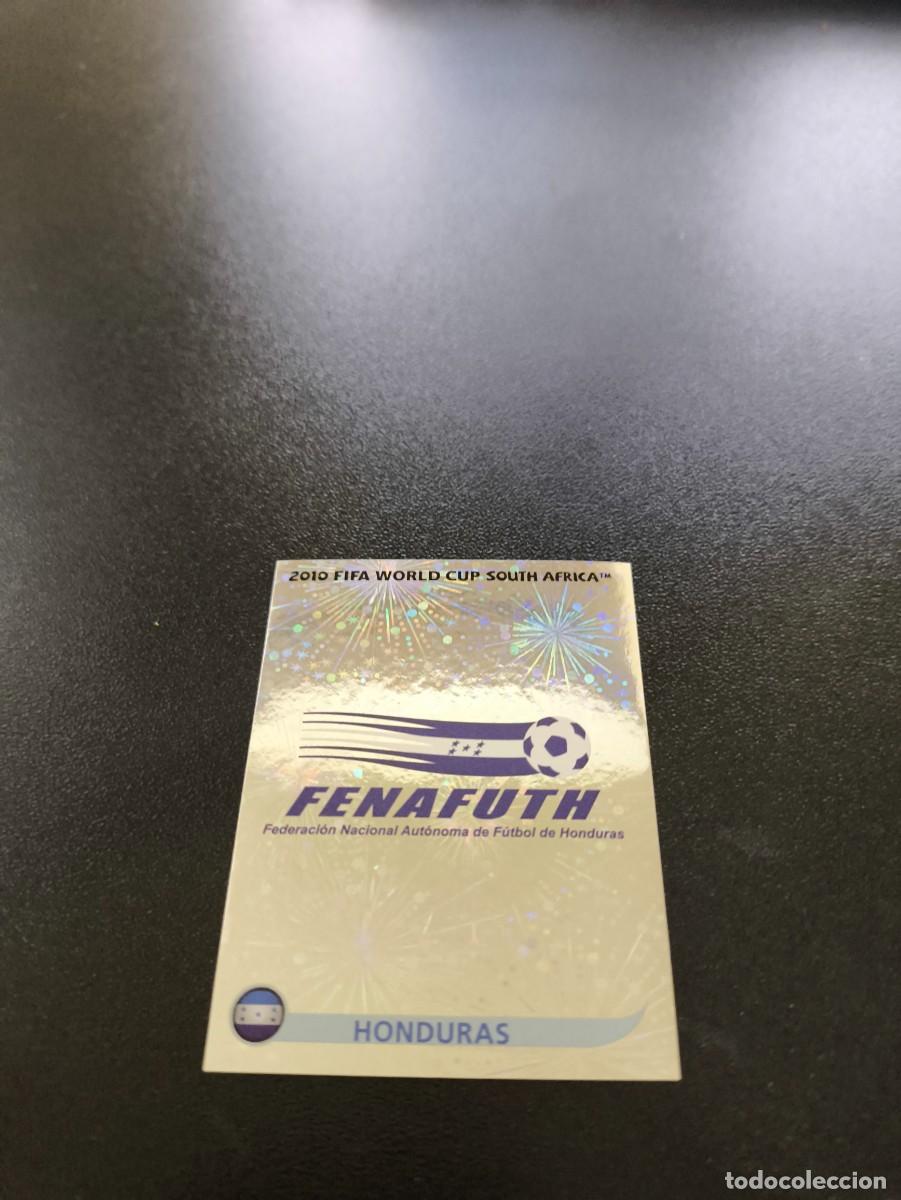 2010 FIFA WORLD CUP SOUTH AFRICA™
FENAFUTH
Federación Nacional Autónoma de Fútbol de Honduras
HONDURAS
todocoleccion